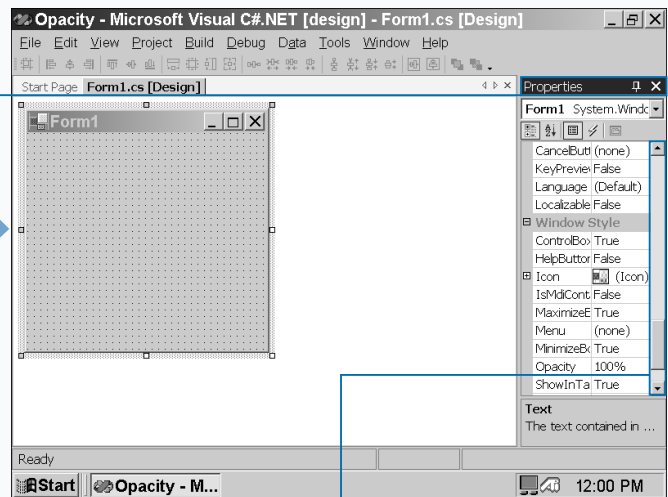 Opacity - Microsoft Visual C#.NET [design] - Form1.cs [Design]
File Edit View Project Build Debug Data Tools Window Help
Start Page Form1.cs [Design]
Properties
Form1 System.Windo
Form1
CancelButt (none)
KeyPreviev False
Language (Default)
Localizable False
Window Style
ControlBox True
HelpButton False
Icon (Icon)
IsMdiCont False
MaximizeE True
Menu (none)
MinimizeBo True
Opacity 100%
ShowInTa True
Text
The text contained in ...
Ready
Start Opacity - M... 12:00 PM